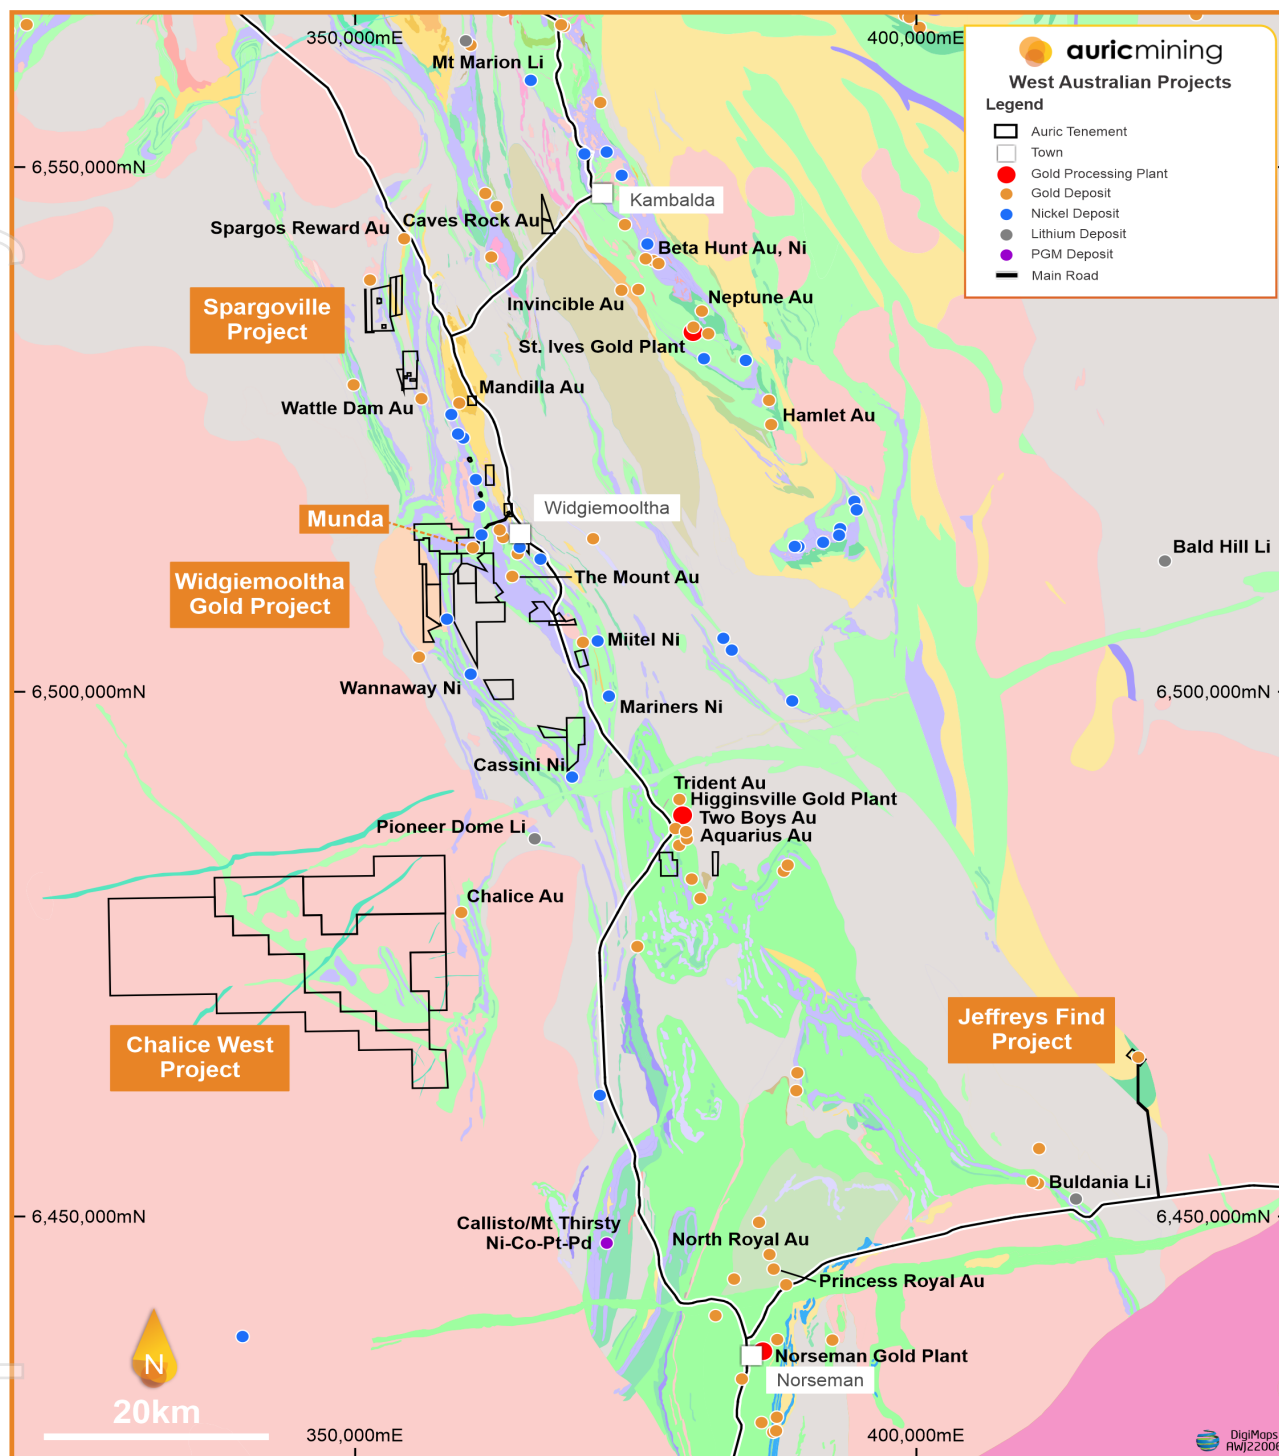 350,000mE
400,000mE
auricmining
West Australian Projects
Legend
Auric Tenement
Town
Gold Processing Plant
Gold Deposit
Nickel Deposit
Lithium Deposit
PGM Deposit
Main Road
Mt Marion Li
6,550,000mN
Kambalda
Spargos Reward Au
Caves Rock Au
Beta Hunt Au, Ni
Spargoville
Project
Invincible Au
Neptune Au
St. Ives Gold Plant
Mandilla Au
Wattle Dam Au
Hamlet Au
Widgiemooltha
Munda
Bald Hill Li
Widgiemooltha
Gold Project
The Mount Au
Miitel Ni
Wannaway Ni
6,500,000mN
6,500,000mN
Mariners Ni
Cassini Ni
Trident Au
Higginsville Gold Plant
Two Boys Au
Pioneer Dome Li
Aquarius Au
Chalice Au
Jeffreys Find
Project
Chalice West
Project
Buldania Li
6,450,000mN
6,450,000mN
Callisto/Mt Thirsty
Ni-Co-Pt-Pd
North Royal Au
Princess Royal Au
N
Norseman Gold Plant
Norseman
20km
350,000mE
400,000mE
DigiMaps
AWJ2200